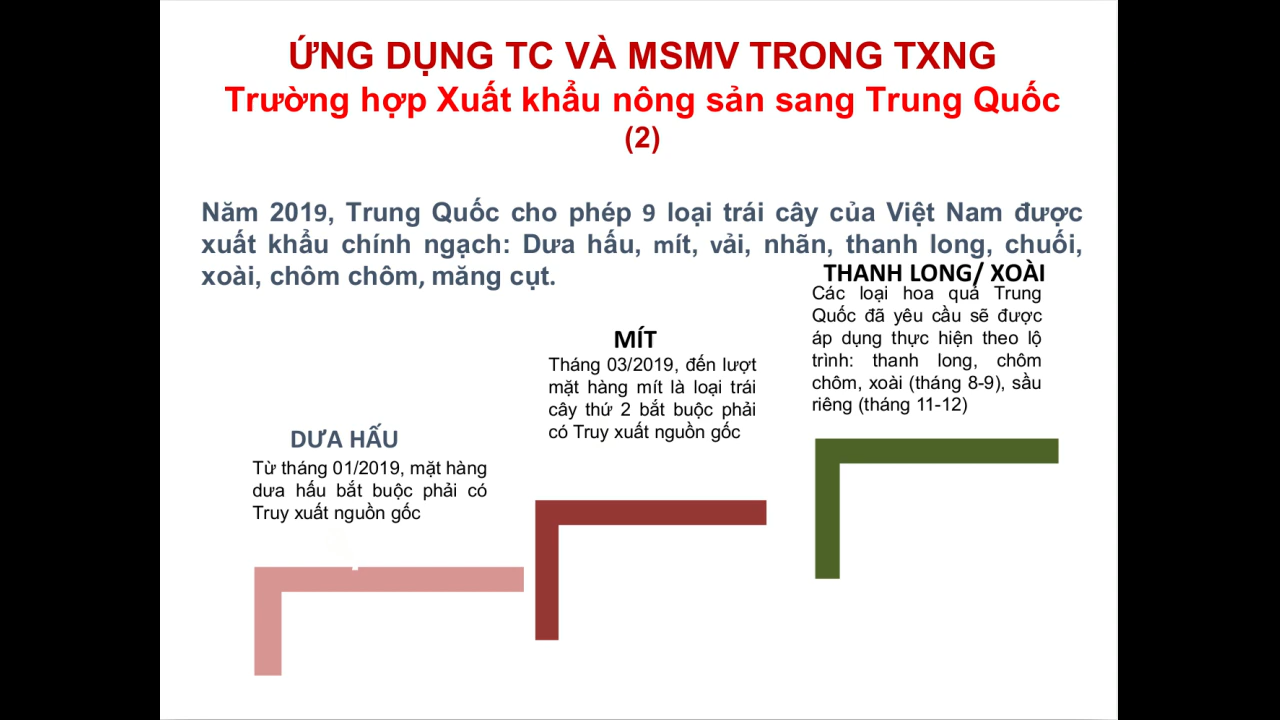 ỨNG DỤNG TC VÀ MSMV TRONG TXNG
Trường hợp Xuất khẩu nông sản sang Trung Quốc
(2)
Năm 2019, Trung Quốc cho phép 9 loại trái cây của Việt Nam được
xuất khẩu chính ngạch: Dưa hấu, mít, vải, nhãn, thanh long, chuối,
xoài, chôm chôm, măng cụt.
DƯA HẤU
Từ tháng 01/2019, mặt hàng
dưa hấu bắt buộc phải có
Truy xuất nguồn gốc
MÍT
Tháng 03/2019, đến lượt
mặt hàng mít là loại trái
cây thứ 2 bắt buộc phải
có Truy xuất nguồn gốc
THANH LONG/ XOÀI
Các loại hoa quả Trung
Quốc đã yêu cầu sẽ được
áp dụng thực hiện theo lộ
trình: thanh long, chôm
chôm, xoài (tháng 8-9), sầu
riêng (tháng 11-12)